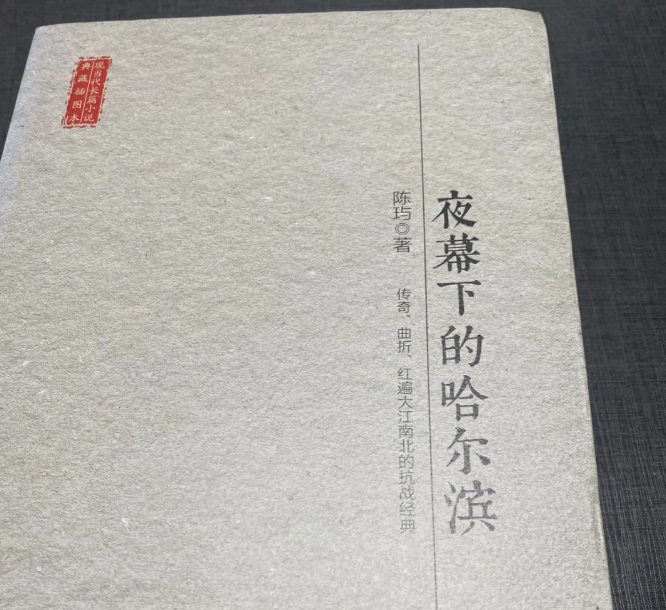 夜幕下的哈尔滨
陈玙◎著
传奇、曲折、红遍大江南北的抗战经典
现当代长篇小说
典藏插图本